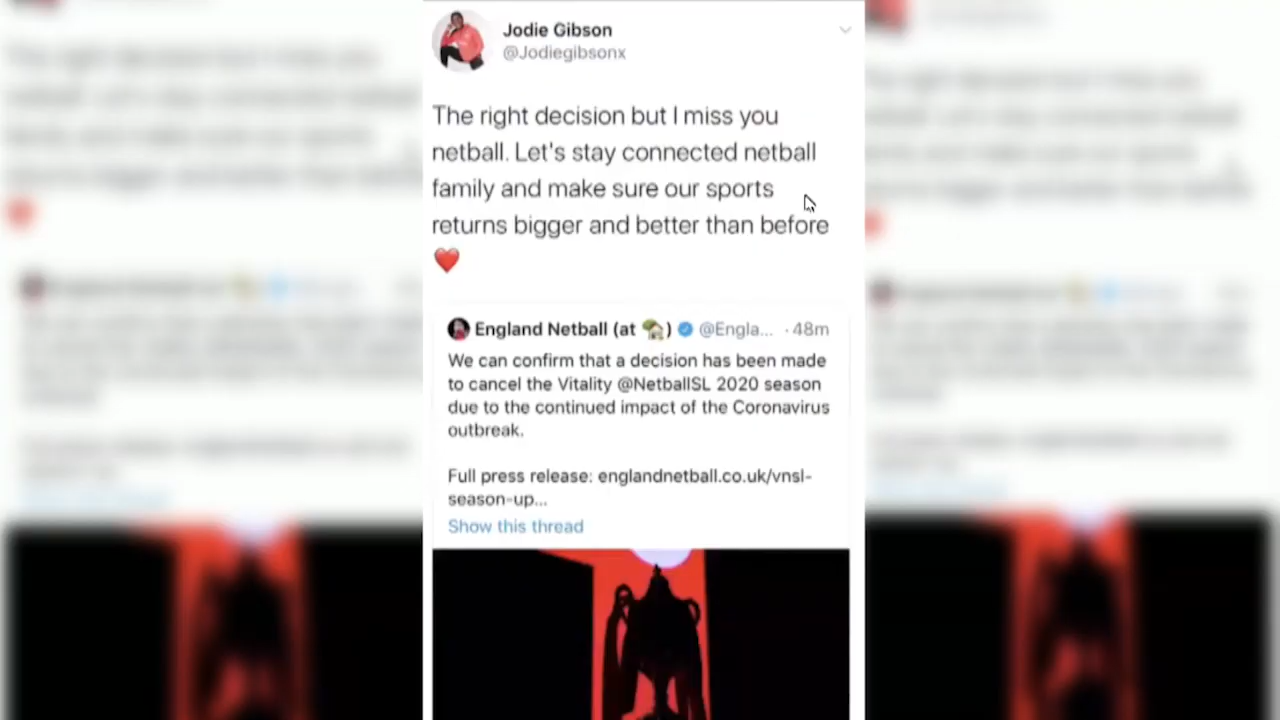 Jodie Gibson
@Jodiegibsonx
The right decision but I miss you
netball. Let's stay connected netball
family and make sure our sports
returns bigger and better than before
❤️
England Netball (at 🏡) @Engla... · 48m
We can confirm that a decision has been made
to cancel the Vitality @NetballSL 2020 season
due to the continued impact of the Coronavirus
outbreak.
Full press release: englandnetball.co.uk/vnsl-
season-up...
Show this thread